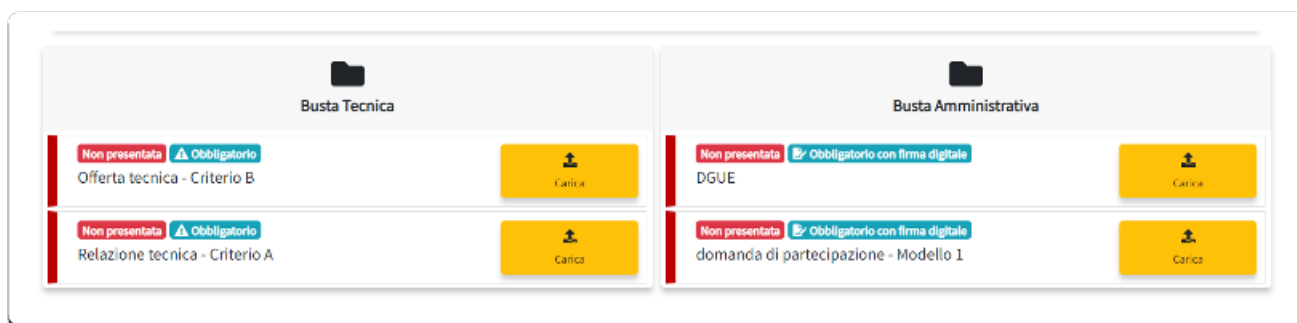 Busta Tecnica
Non presentata Obbligatorio
Offerta tecnica - Criterio B
Carica
Non presentata Obbligatorio
Relazione tecnica - Criterio A
Carica
Busta Amministrativa
Non presentata Obbligatorio con firma digitale
DGUE
Carica
Non presentata Obbligatorio con firma digitale
domanda di partecipazione - Modello 1
Carica